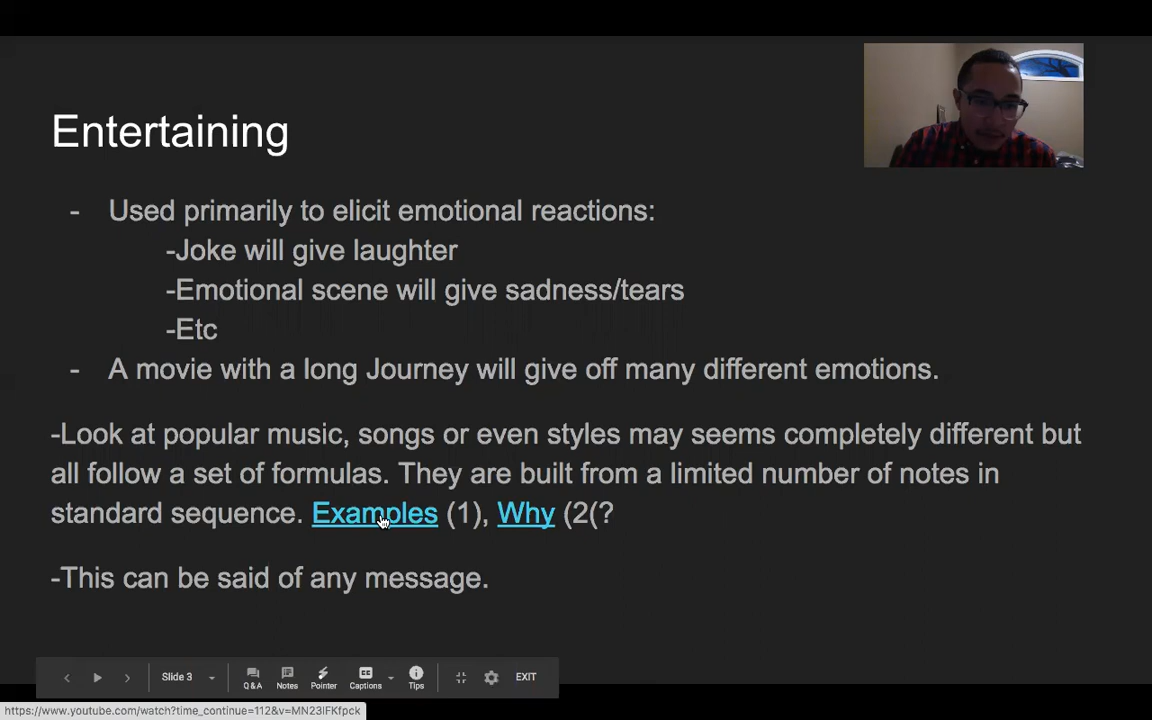 Entertaining
- Used primarily to elicit emotional reactions:
-Joke will give laughter
-Emotional scene will give sadness/tears
-Etc
- A movie with a long Journey will give off many different emotions.
-Look at popular music, songs or even styles may seems completely different but
all follow a set of formulas. They are built from a limited number of notes in
standard sequence. Examples (1), Why (2(?
-This can be said of any message.
Slide 3 Q&A Notes Pointer Captions Tips EXIT
https://www.youtube.com/watch?time_continue=112&v=MN23lFKfpck